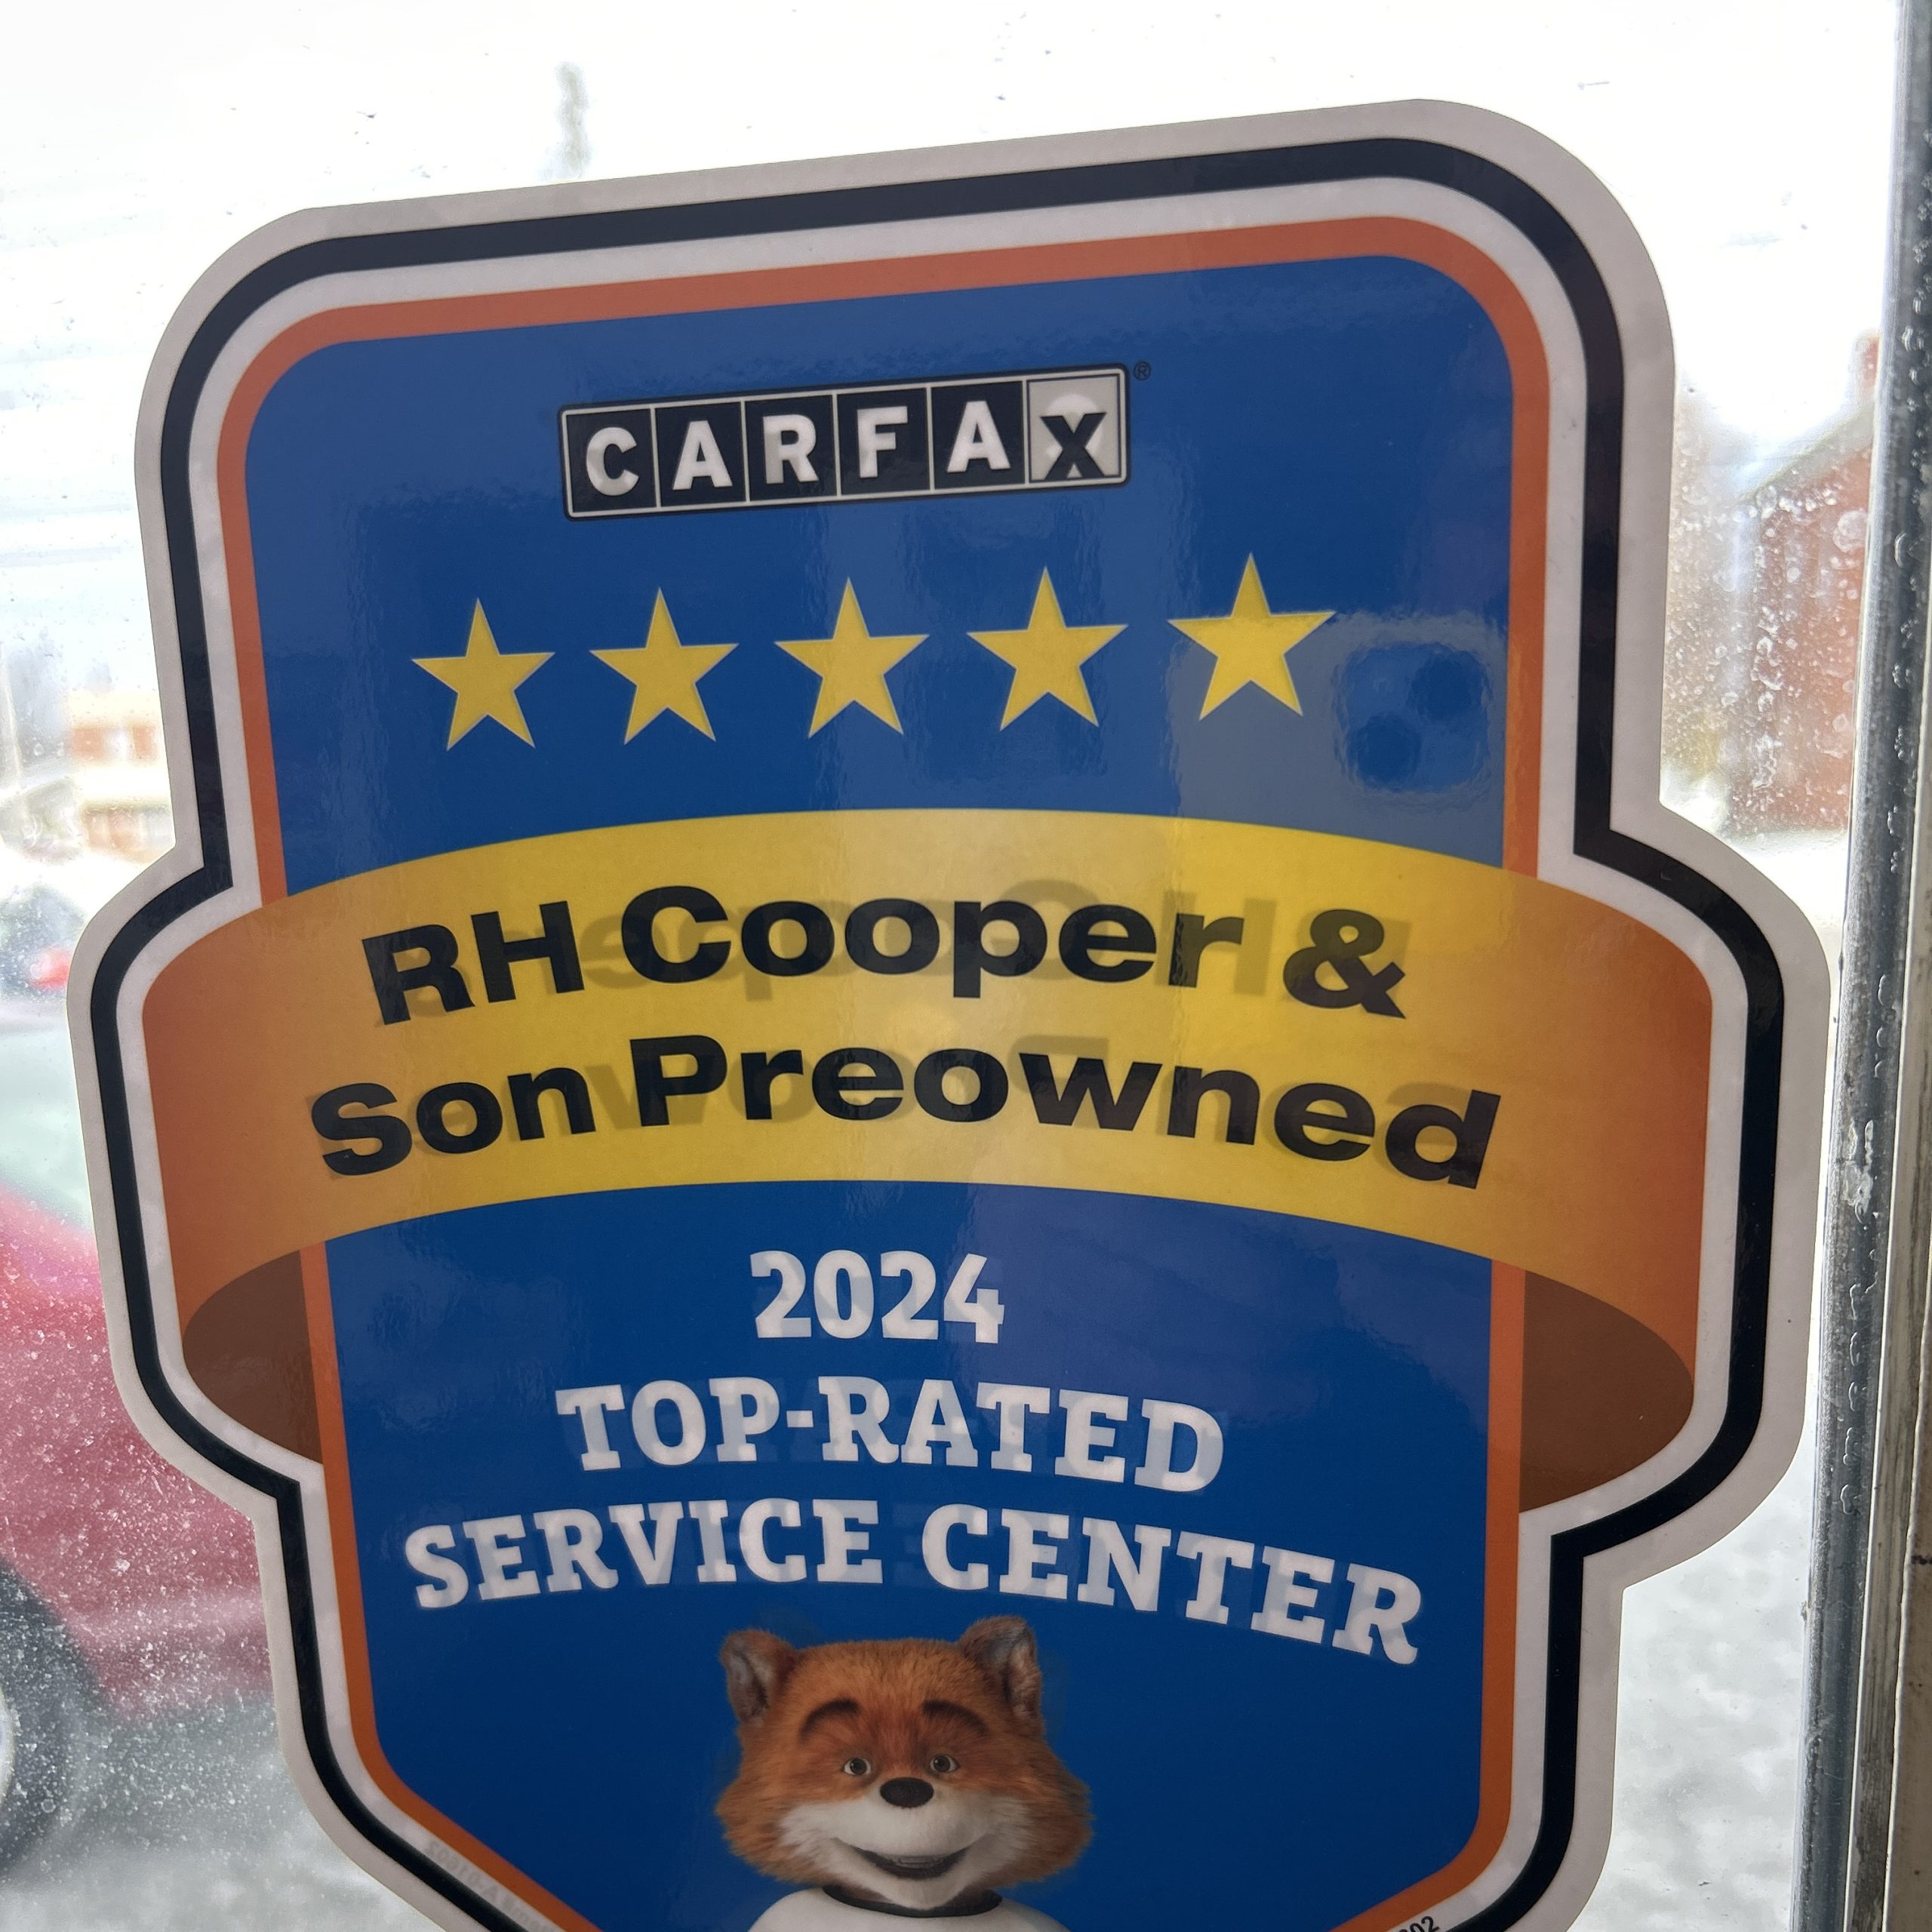 CARFAX®
RH Cooper &
Son Preowned
2024
TOP-RATED
SERVICE CENTER